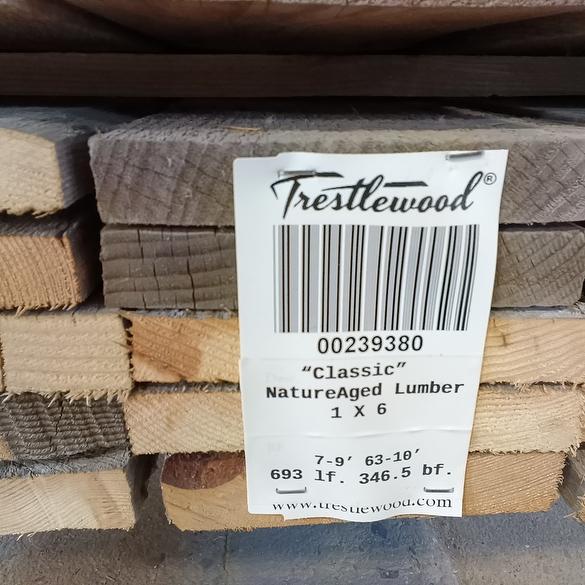 Trestlewood®
00239380
“Classic”
NatureAged Lumber
1 X 6
7-9’ 63-10’
693 lf. 346.5 bf.
www.trestlewood.com